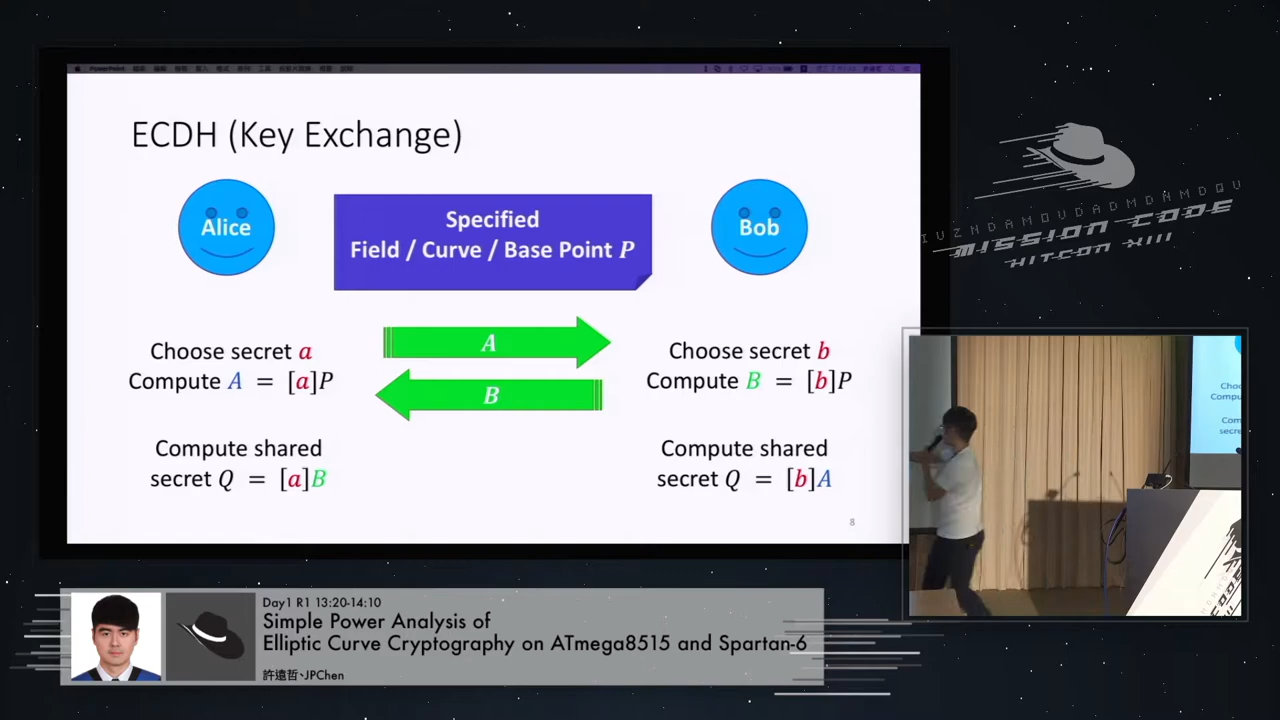 ECDH (Key Exchange)
Alice
Specified
Field / Curve / Base Point P
Bob
A
B
Choose secret a
Compute A = [a]P
Choose secret b
Compute B = [b]P
Compute shared
secret Q = [a]B
Compute shared
secret Q = [b]A
8
MISSION CODE
HITCON XIII
Day1 R1 13:20-14:10
Simple Power Analysis of
Elliptic Curve Cryptography on ATmega8515 and Spartan-6
許遠哲、JPChen